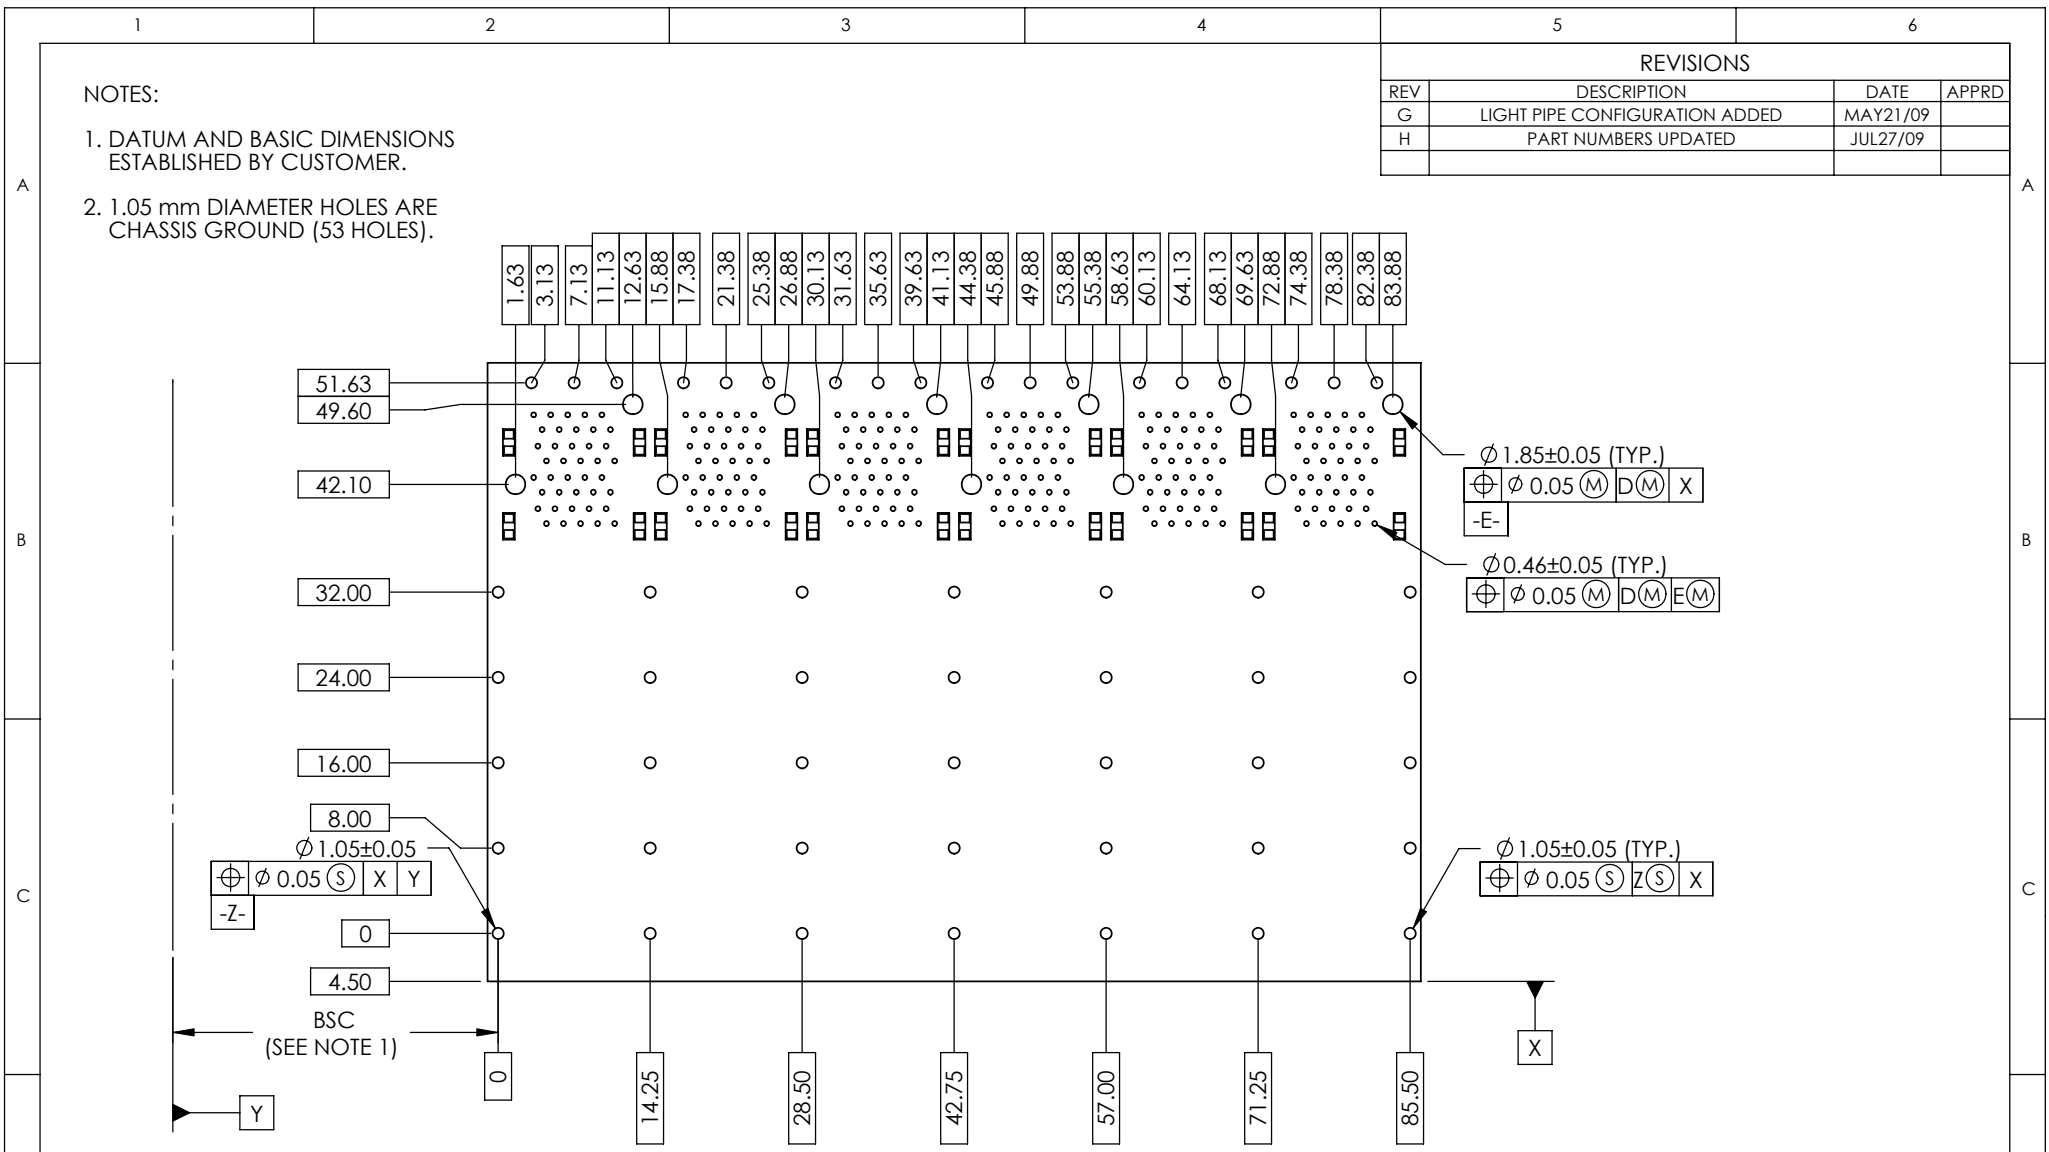 1 2 3 4 5 6
REVISIONS
REV DESCRIPTION DATE APPRD
G LIGHT PIPE CONFIGURATION ADDED MAY21/09
H PART NUMBERS UPDATED JUL27/09
NOTES:
1. DATUM AND BASIC DIMENSIONS
ESTABLISHED BY CUSTOMER.
2. 1.05 mm DIAMETER HOLES ARE
CHASSIS GROUND (53 HOLES).
A A
1.63 3.13 7.13 11.13 12.63 15.88 17.38 21.38 25.38 26.88 30.13 31.63 35.63 39.63 41.13 44.38 45.88 49.88 53.88 55.38 58.63 60.13 64.13 68.13 69.63 72.88 74.38 78.38 82.38 83.88
51.63
49.60
42.10
⌀1.85±0.05 (TYP.)
⌖ ⌀ 0.05 Ⓜ DⓂ X
-E-
B B
⌀0.46±0.05 (TYP.)
⌖ ⌀ 0.05 Ⓜ DⓂ EⓂ
32.00
24.00
16.00
8.00
⌀1.05±0.05
⌖ ⌀ 0.05 Ⓢ X Y
-Z-
⌀1.05±0.05 (TYP.)
⌖ ⌀ 0.05 Ⓢ ZⓈ X
C C
0
4.50
BSC
(SEE NOTE 1)
X
0 14.25 28.50 42.75 57.00 71.25 85.50
Y